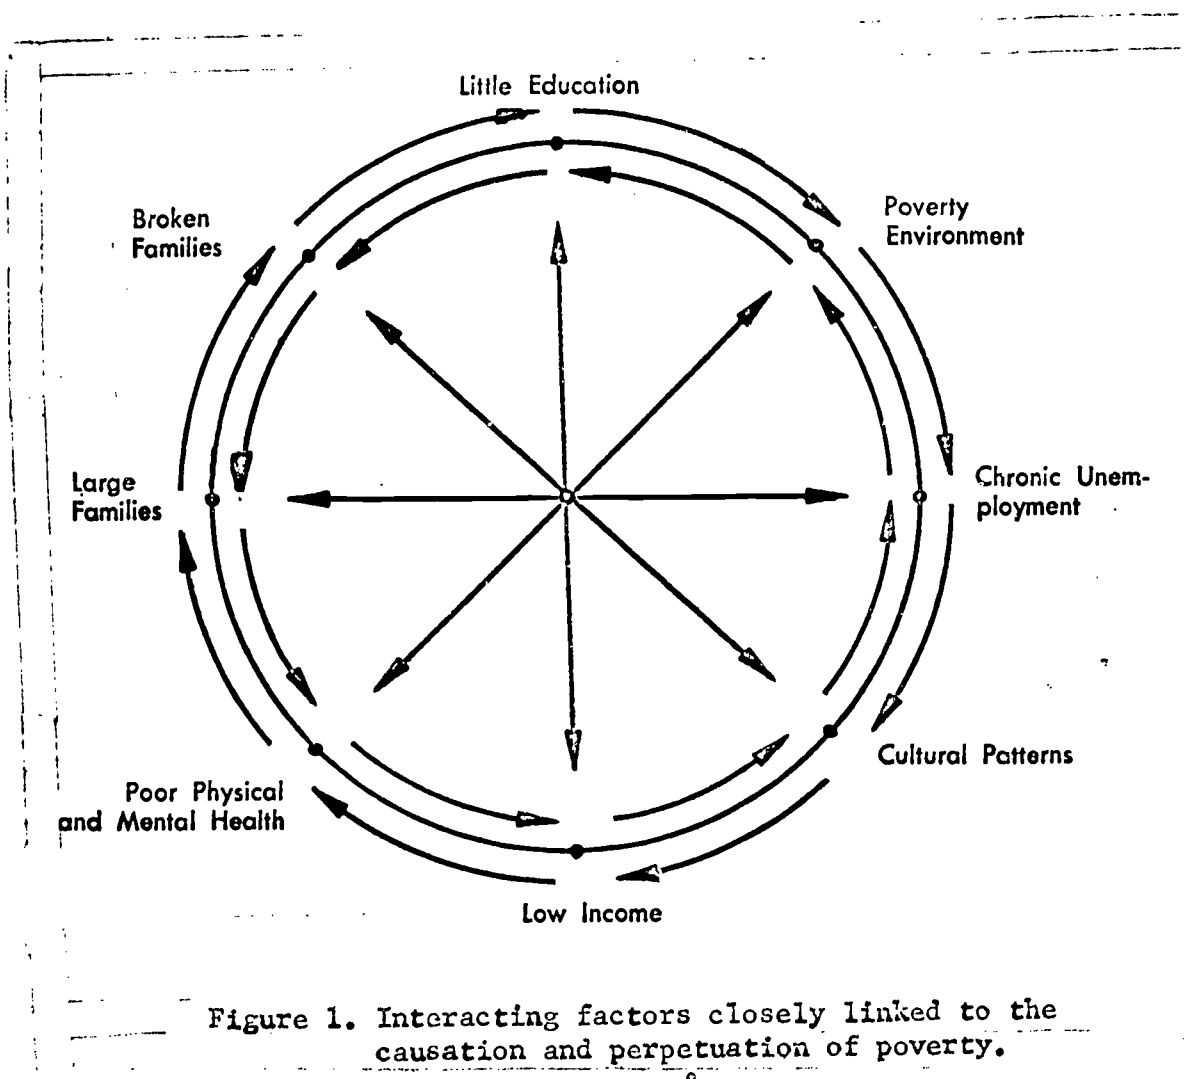 Little Education
Broken
Families
Poverty
Environment
Large
Families
Chronic Unem-
ployment
Cultural Patterns
Poor Physical
and Mental Health
Low Income
Figure 1. Interacting factors closely linked to the
causation and perpetuation of poverty.